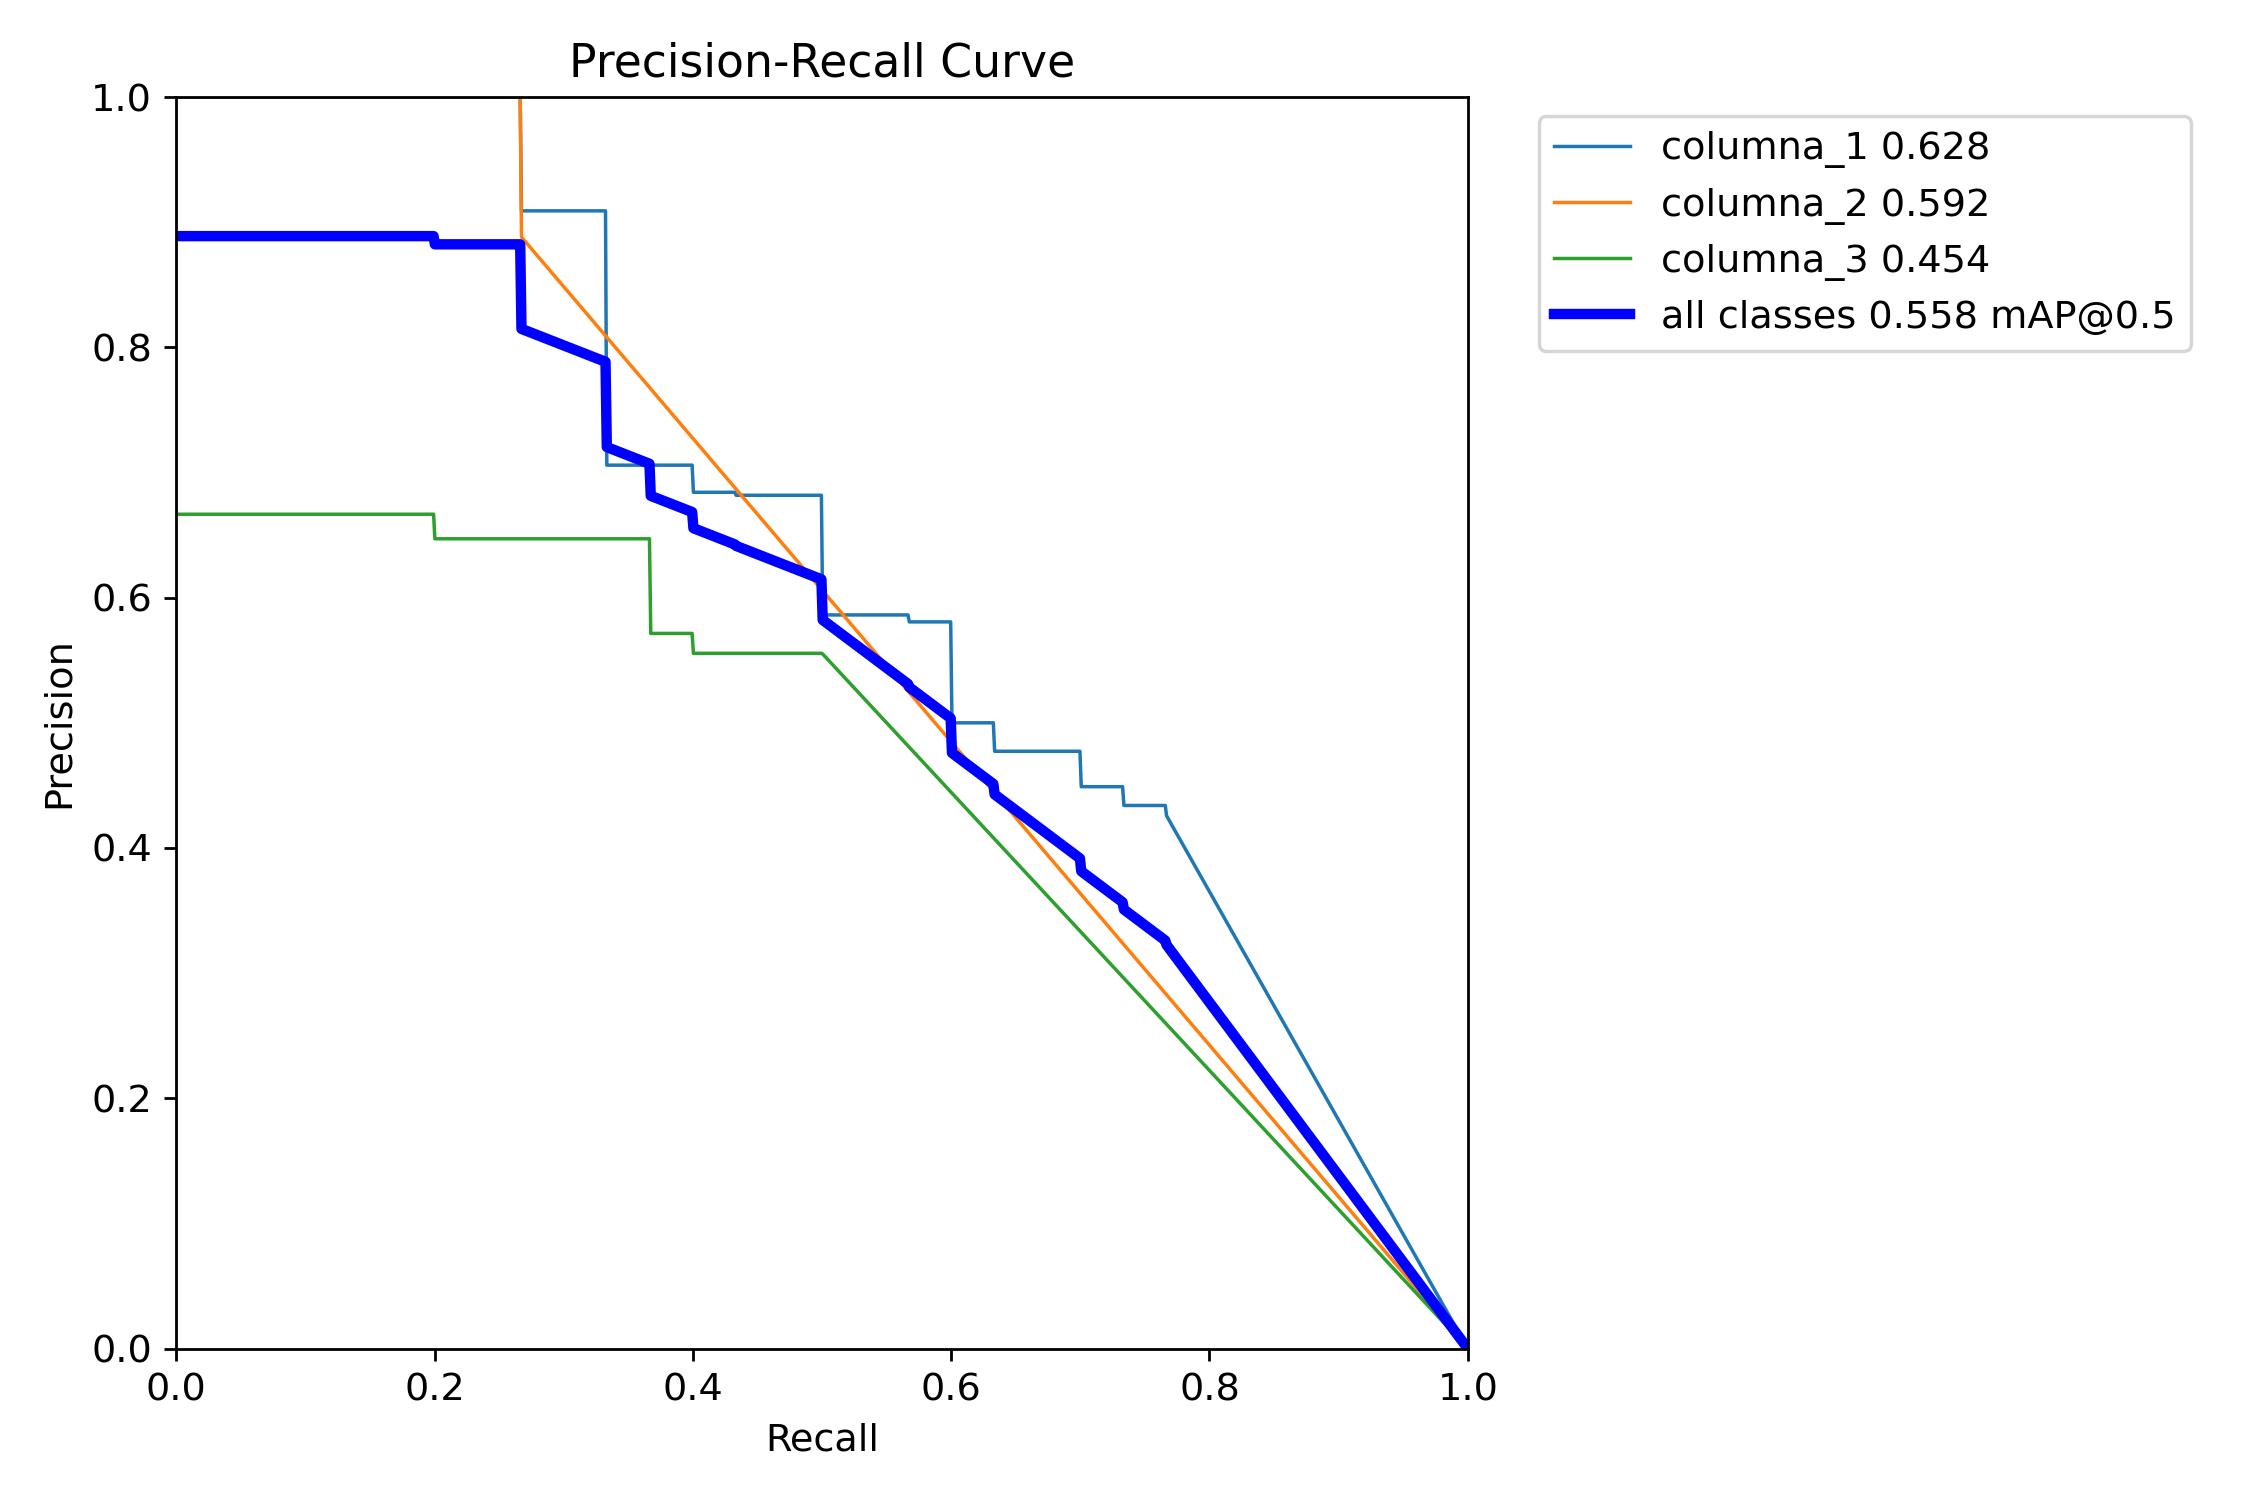 Precision-Recall Curve
columna_1 0.628
columna_2 0.592
columna_3 0.454
all classes 0.558 mAP@0.5
Precision
1.0
0.8
0.6
0.4
0.2
0.0
0.0 0.2 0.4 0.6 0.8 1.0
Recall